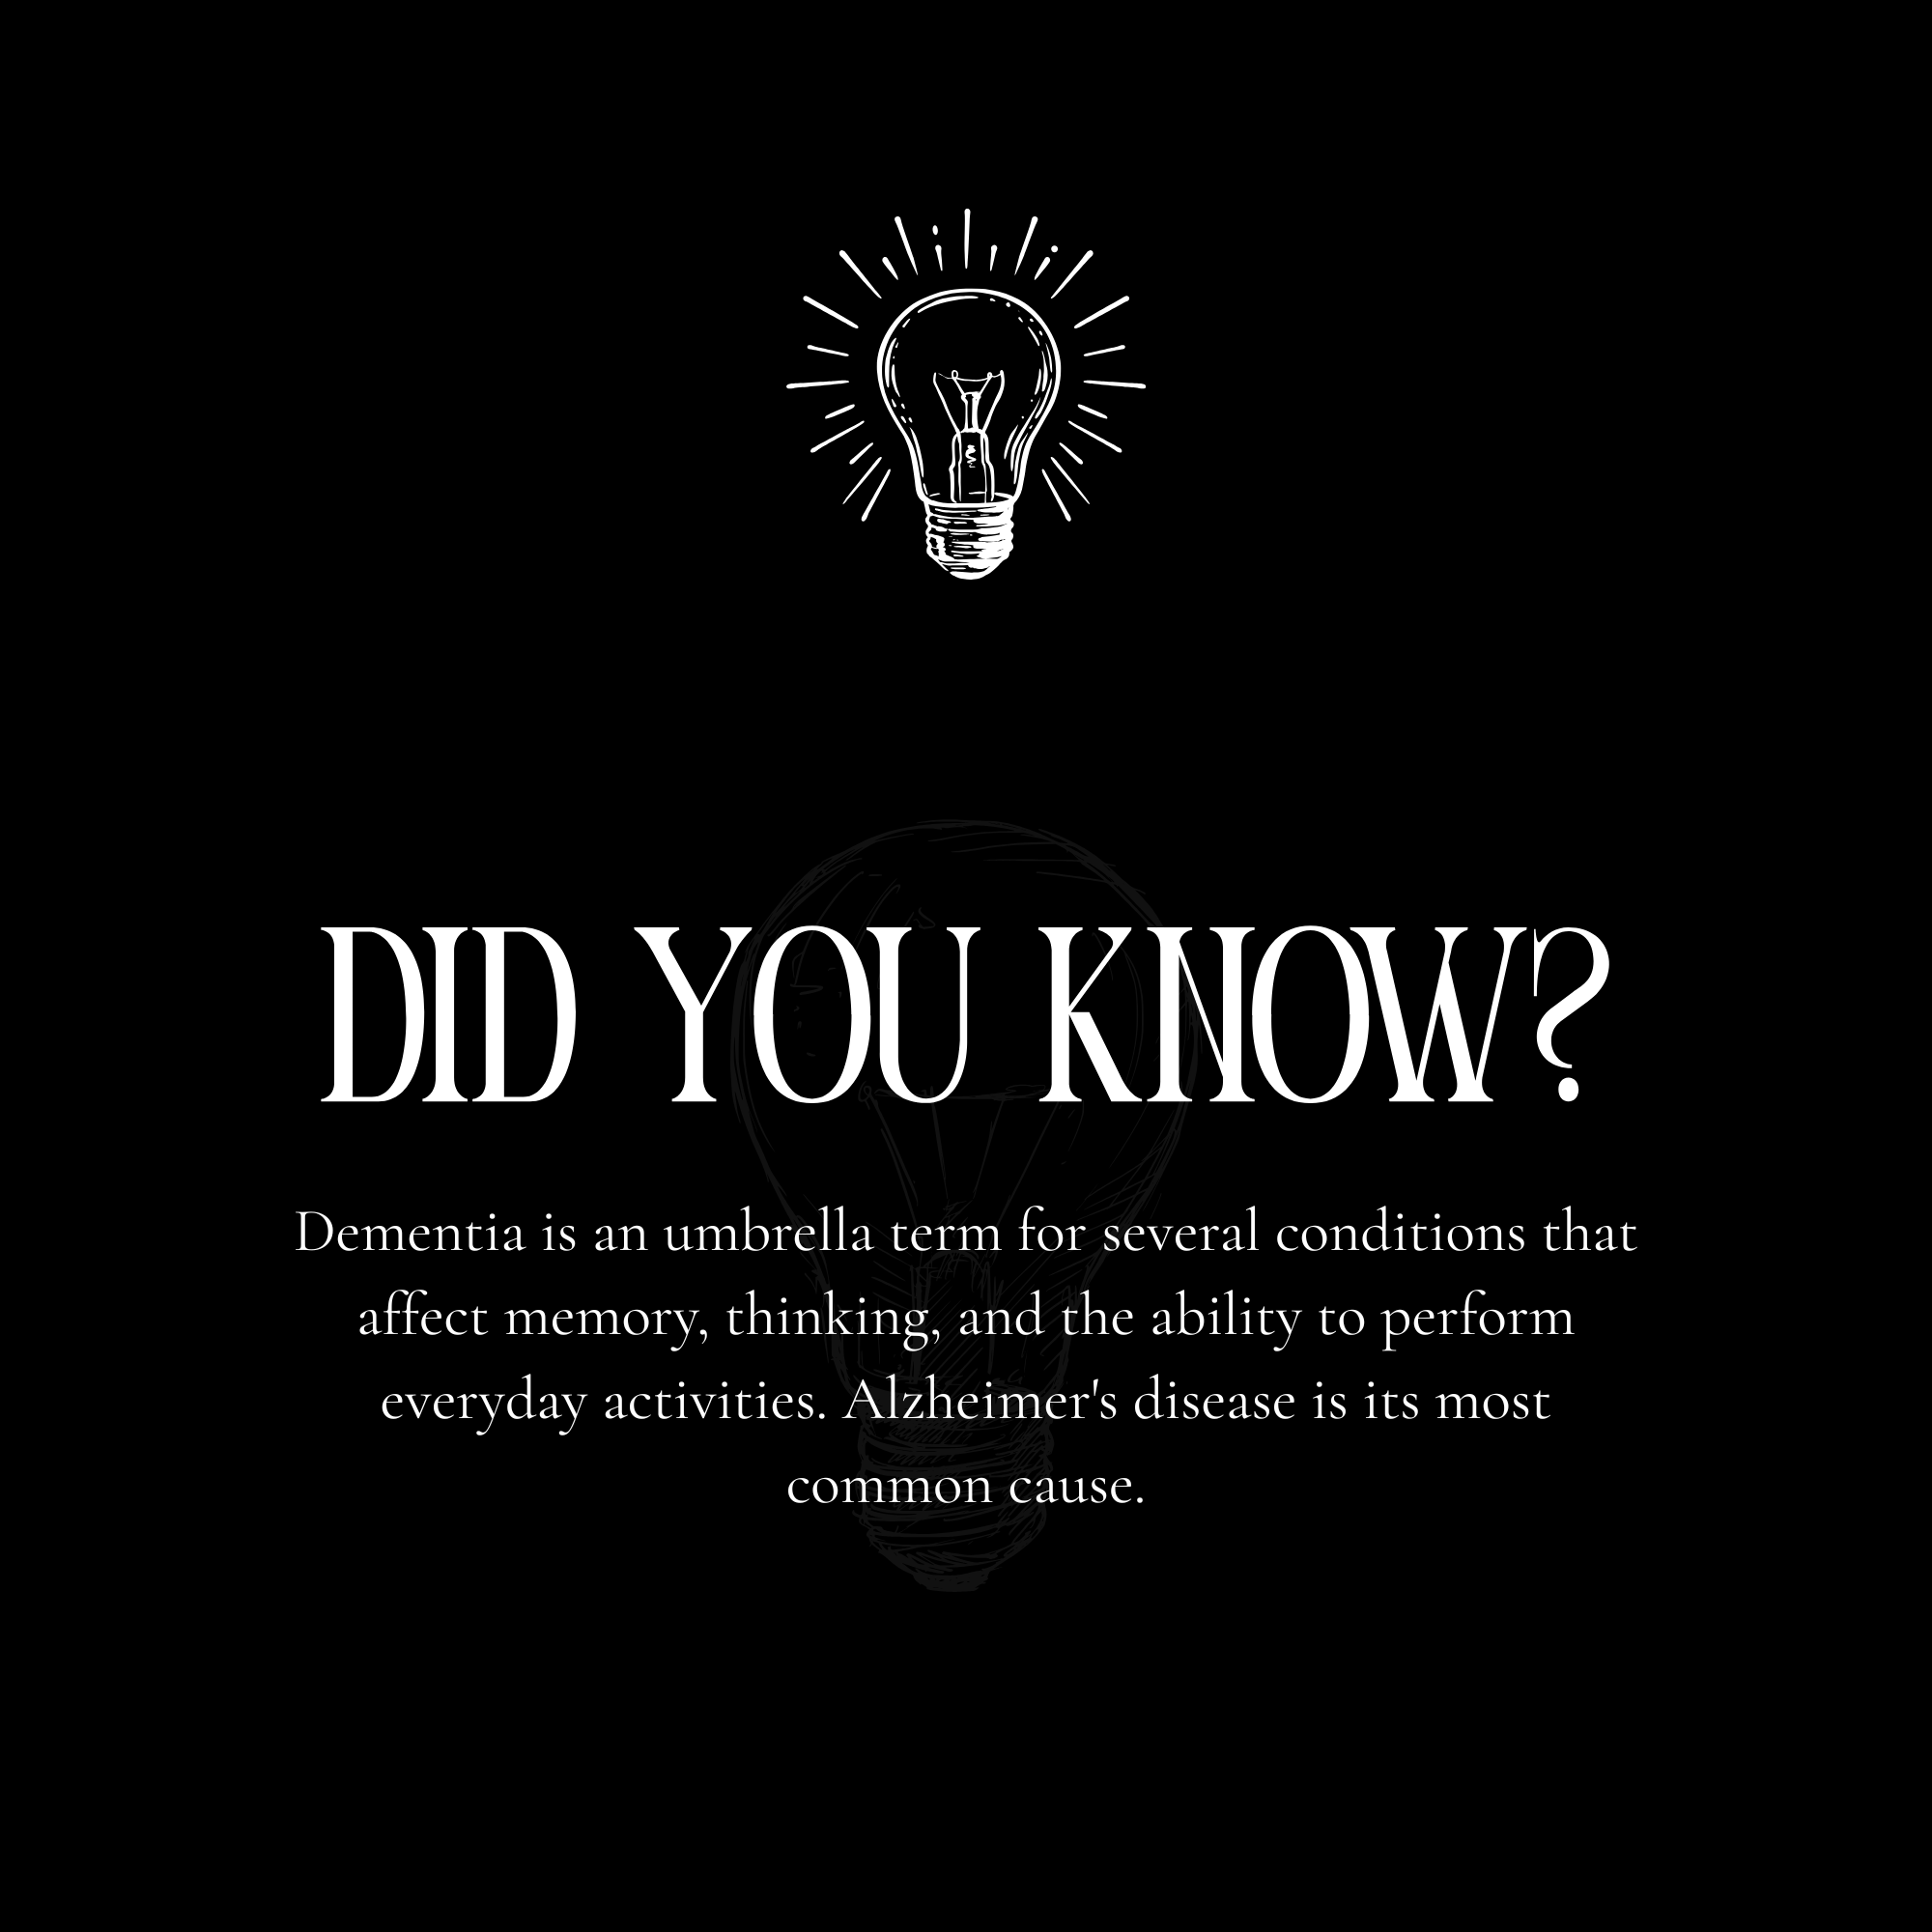 DID YOU KNOW?
Dementia is an umbrella term for several conditions that
affect memory, thinking, and the ability to perform
everyday activities. Alzheimer's disease is its most
common cause.